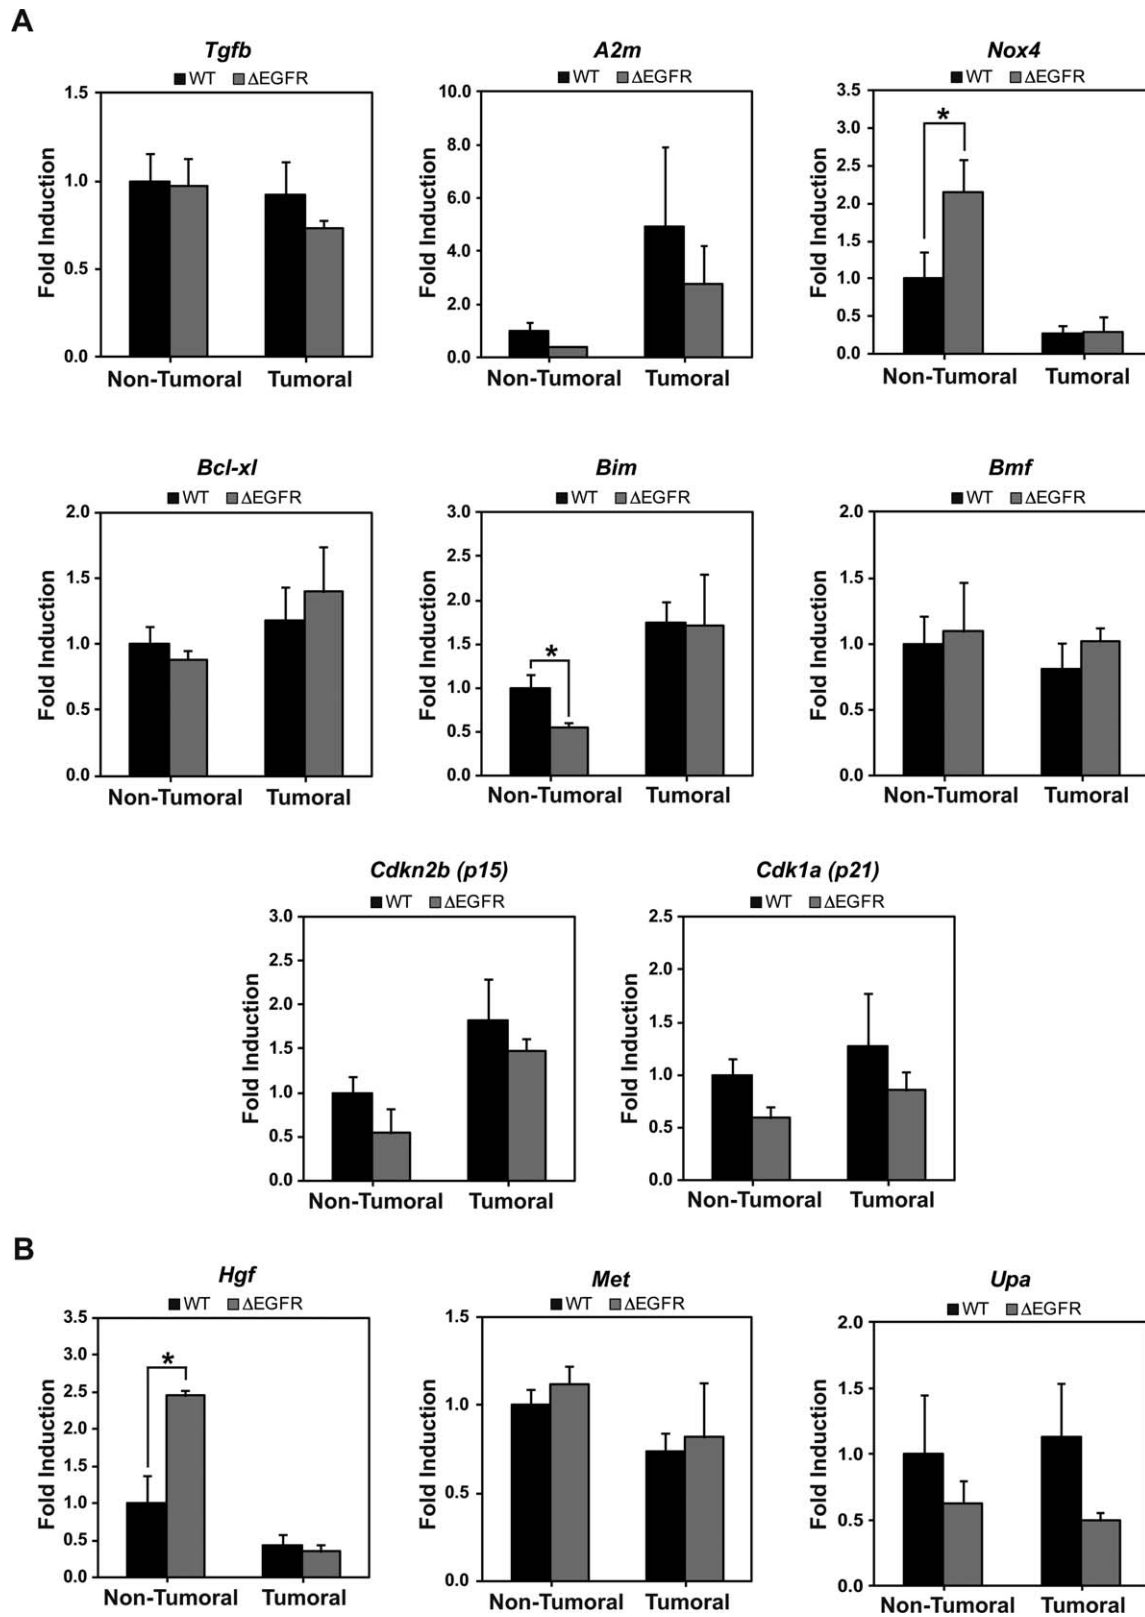 A
Tgfb
WT ΔEGFR
Fold Induction
1.5
1.0
0.5
0.0
Non-Tumoral Tumoral
A2m
WT ΔEGFR
Fold Induction
10.0
8.0
6.0
4.0
2.0
0.0
Non-Tumoral Tumoral
Nox4
WT ΔEGFR
Fold Induction
3.5
3.0
2.5
2.0
1.5
1.0
0.5
0.0
*
Non-Tumoral Tumoral
Bcl-xl
WT ΔEGFR
Fold Induction
2.0
1.5
1.0
0.5
0.0
Non-Tumoral Tumoral
Bim
WT ΔEGFR
Fold Induction
3.0
2.5
2.0
1.5
1.0
0.5
0.0
*
Non-Tumoral Tumoral
Bmf
WT ΔEGFR
Fold Induction
2.0
1.5
1.0
0.5
0.0
Non-Tumoral Tumoral
Cdkn2b (p15)
WT ΔEGFR
Fold Induction
3.0
2.5
2.0
1.5
1.0
0.5
0.0
Non-Tumoral Tumoral
Cdk1a (p21)
WT ΔEGFR
Fold Induction
2.5
2.0
1.5
1.0
0.5
0.0
Non-Tumoral Tumoral
B
Hgf
WT ΔEGFR
Fold Induction
3.5
3.0
2.5
2.0
1.5
1.0
0.5
0.0
*
Non-Tumoral Tumoral
Met
WT ΔEGFR
Fold Induction
1.5
1.0
0.5
0.0
Non-Tumoral Tumoral
Upa
WT ΔEGFR
Fold Induction
2.0
1.5
1.0
0.5
0.0
Non-Tumoral Tumoral